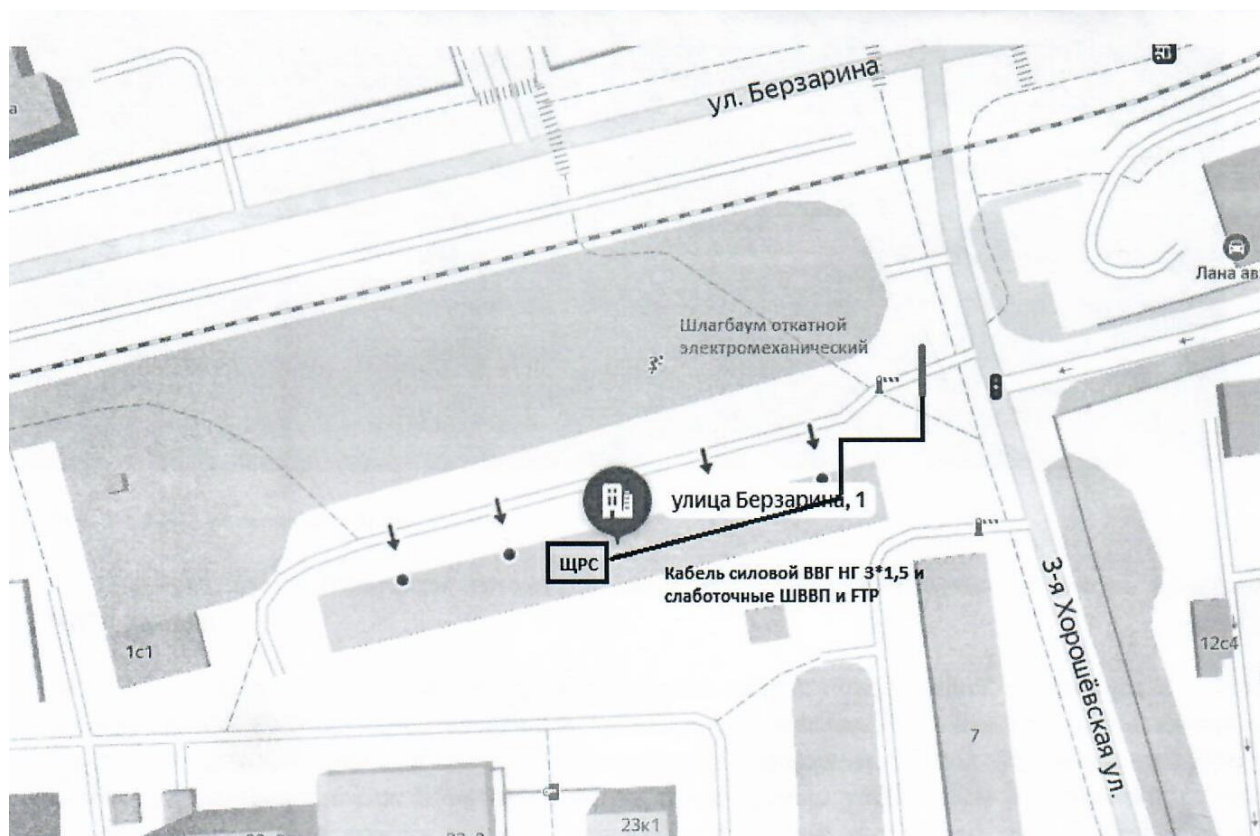 а
ул. Берзарина
Лана ав
Шлагбаум откатной
электромеханический
улица Берзарина, 1
ЩРС
Кабель силовой ВВГ НГ 3*1,5 и
слаботочные ШВВП и FTP
3-я Хорошёвская ул.
1с1
12с4
7
23к1